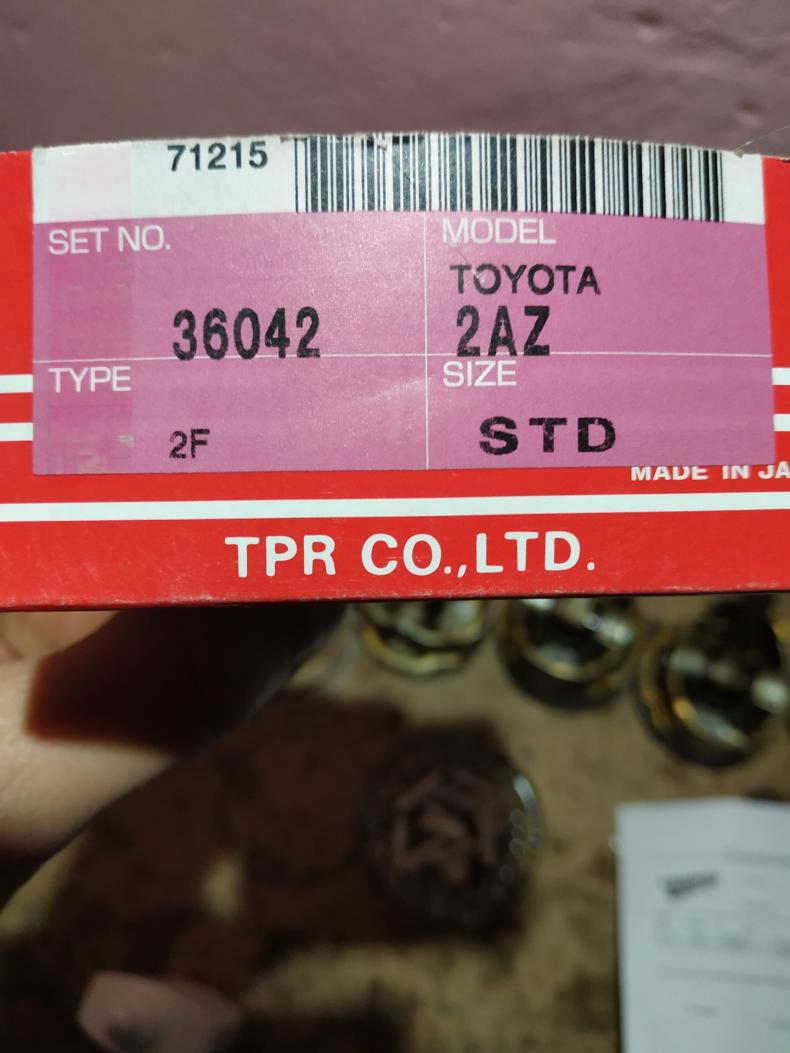 71215
SET NO.
MODEL
TOYOTA
36042
2AZ
TYPE
SIZE
2F
STD
MADE IN JA
TPR CO.,LTD.